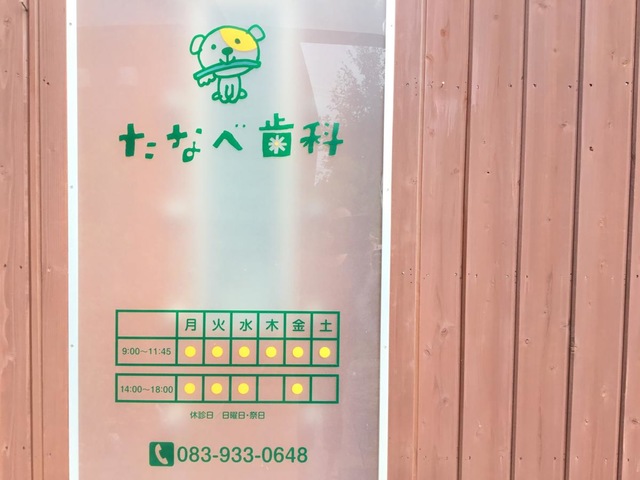 たなべ歯科
月 火 水 木 金 土
9:00〜11:45 ● ● ● ● ● ●
14:00〜18:00 ● ● ● ●
休診日 日曜日・祭日
083-933-0648